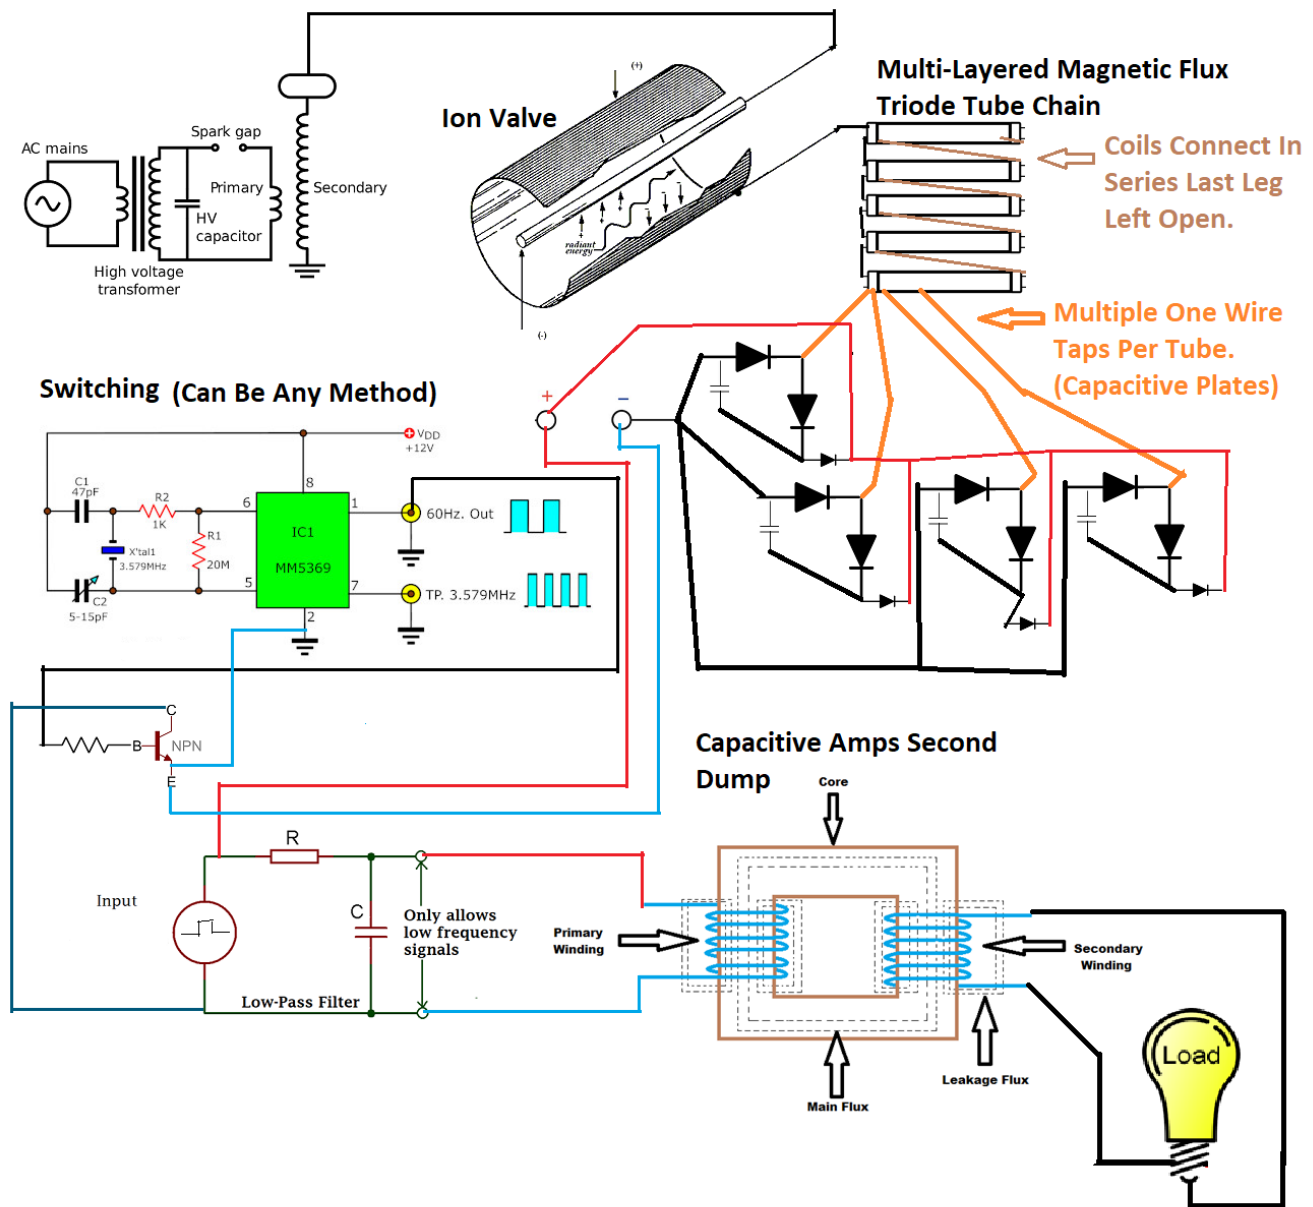 Multi-Layered Magnetic Flux
Triode Tube Chain
Ion Valve
(+)
Spark gap
AC mains
Primary
Secondary
HV
capacitor
High voltage
transformer
+
+
+
-
-
-
radiant
energy
+
(-)
Coils Connect In
Series Last Leg
Left Open.
Multiple One Wire
Taps Per Tube.
(Capacitive Plates)
Switching (Can Be Any Method)
+
−
VDD
+12V
C1
47pF
R2
1K
6
8
1
IC1
60Hz. Out
X'tal1
3.579MHz
R1
20M
MM5369
5
7
TP. 3.579MHz
C2
5-15pF
2
C
B
NPN
E
Capacitive Amps Second
Dump
Core
R
Input
C
Only allows
low frequency
signals
Low-Pass Filter
Primary
Winding
Secondary
Winding
Leakage Flux
Main Flux
Load